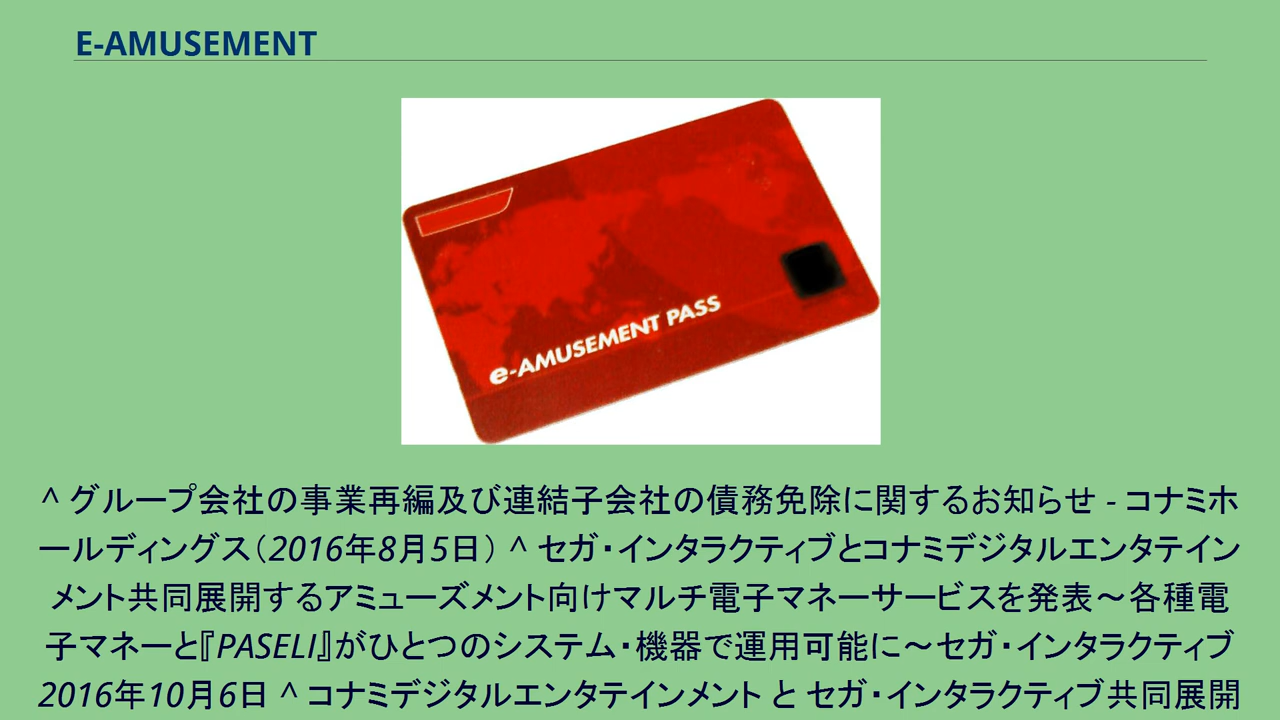 E-AMUSEMENT
e-AMUSEMENT PASS
^ グループ会社の事業再編及び連結子会社の債務免除に関するお知らせ - コナミホ
ールディングス（2016年8月5日） ^ セガ・インタラクティブとコナミデジタルエンタテイン
メント共同展開するアミューズメント向けマルチ電子マネーサービスを発表～各種電
子マネーと『PASELI』がひとつのシステム・機器で運用可能に～セガ・インタラクティブ
2016年10月6日 ^ コナミデジタルエンタテインメント と セガ・インタラクティブ共同展開